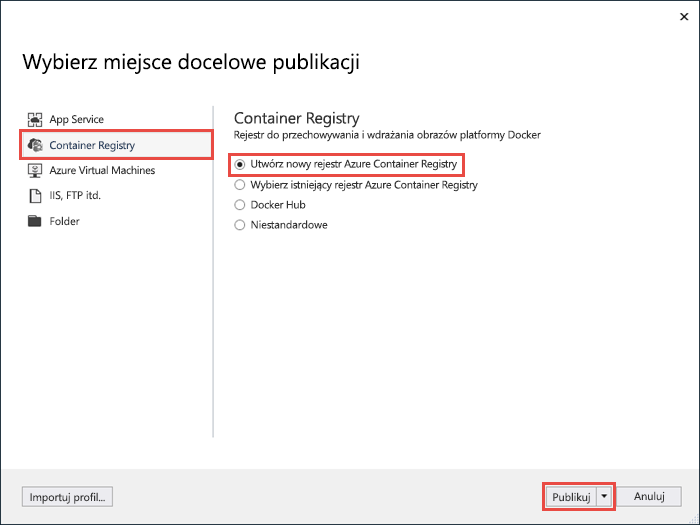 Wybierz miejsce docelowe publikacji
App Service
Container Registry
Azure Virtual Machines
IIS, FTP itd.
Folder
Container Registry
Rejestr do przechowywania i wdrażania obrazów platformy Docker
Utwórz nowy rejestr Azure Container Registry
Wybierz istniejący rejestr Azure Container Registry
Docker Hub
Niestandardowe
Importuj profil...
Publikuj
Anuluj